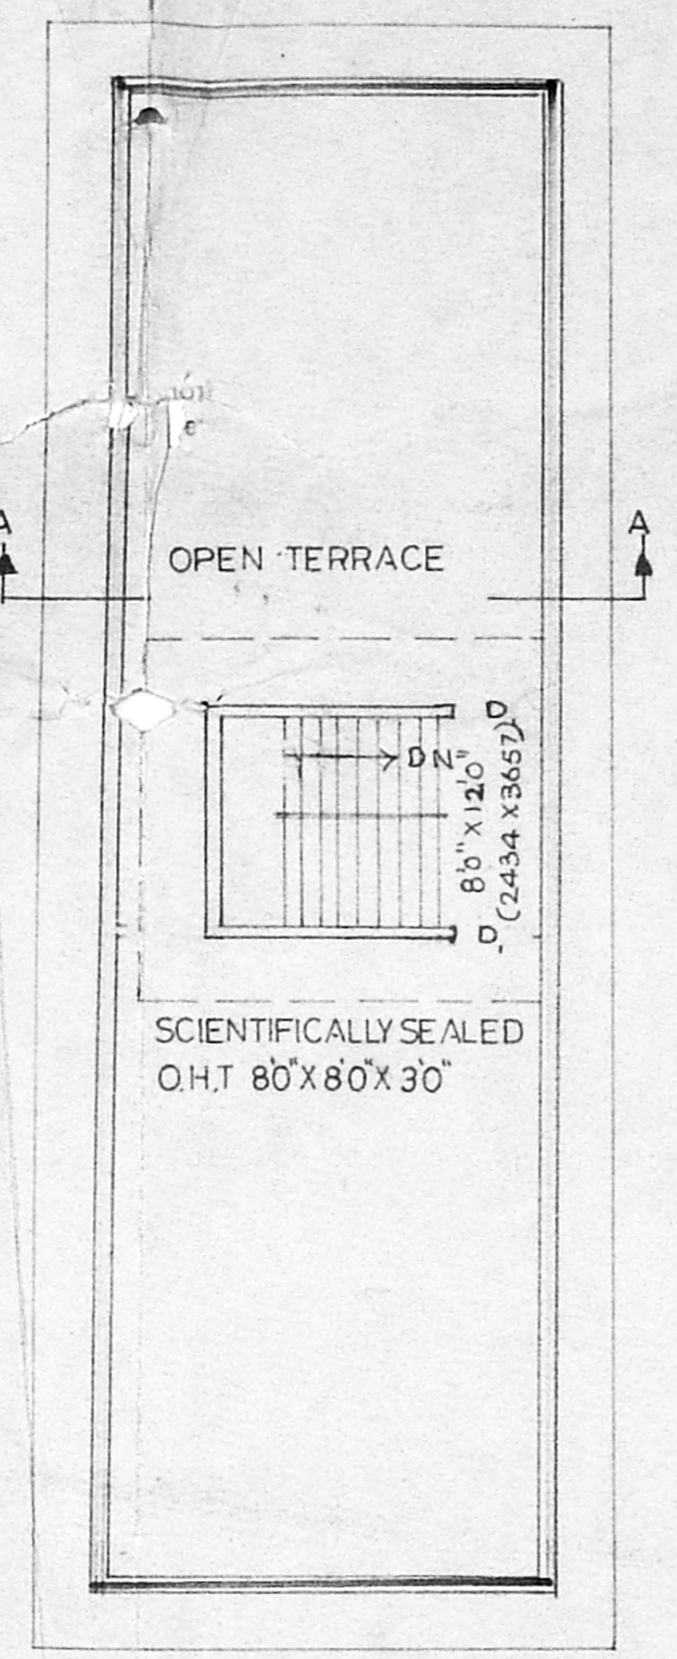 A
A
OPEN TERRACE
D
DN
8'0" X 12'0"
(2434 X 3657)
D
SCIENTIFICALLY SEALED
O.H.T 8'0" X 8'0" X 3'0"